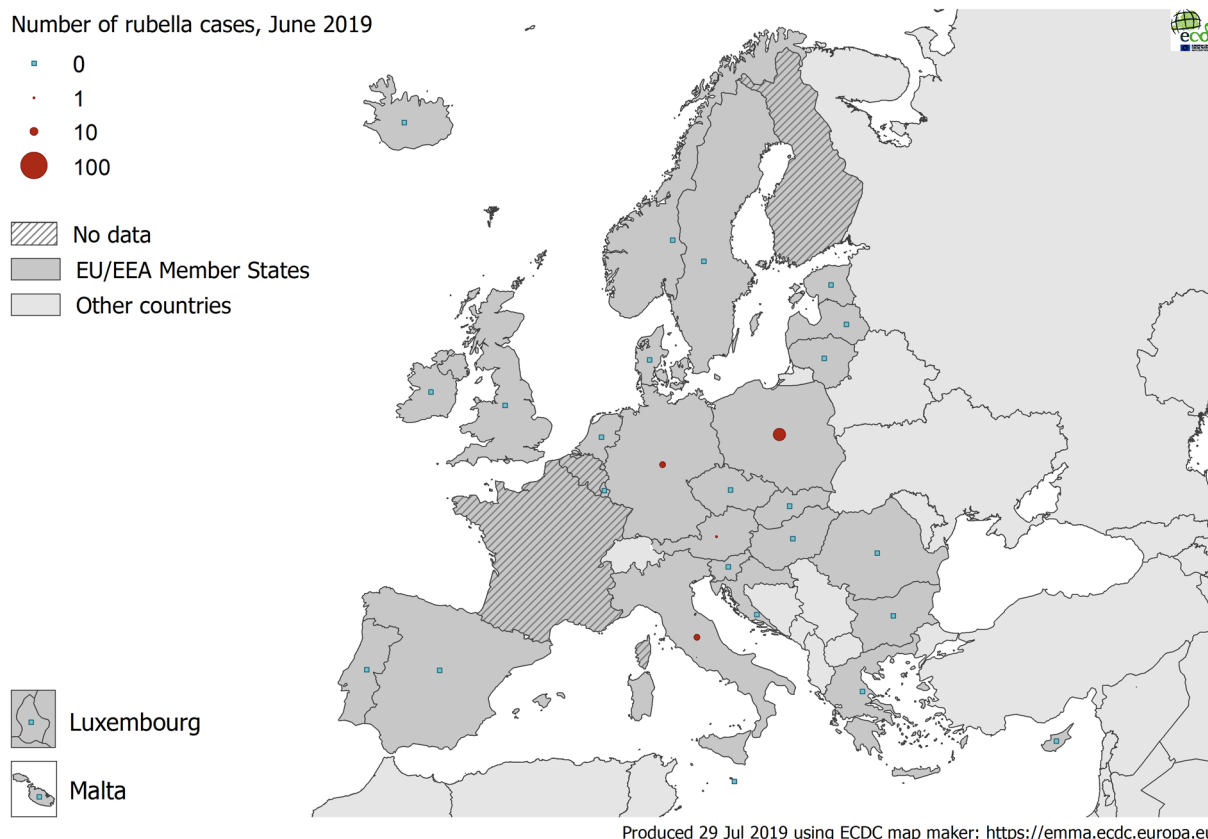 Number of rubella cases, June 2019
0
1
10
100
No data
EU/EEA Member States
Other countries
Luxembourg
Malta
Produced 29 Jul 2019 using ECDC map maker: https://emma.ecdc.europa.eu